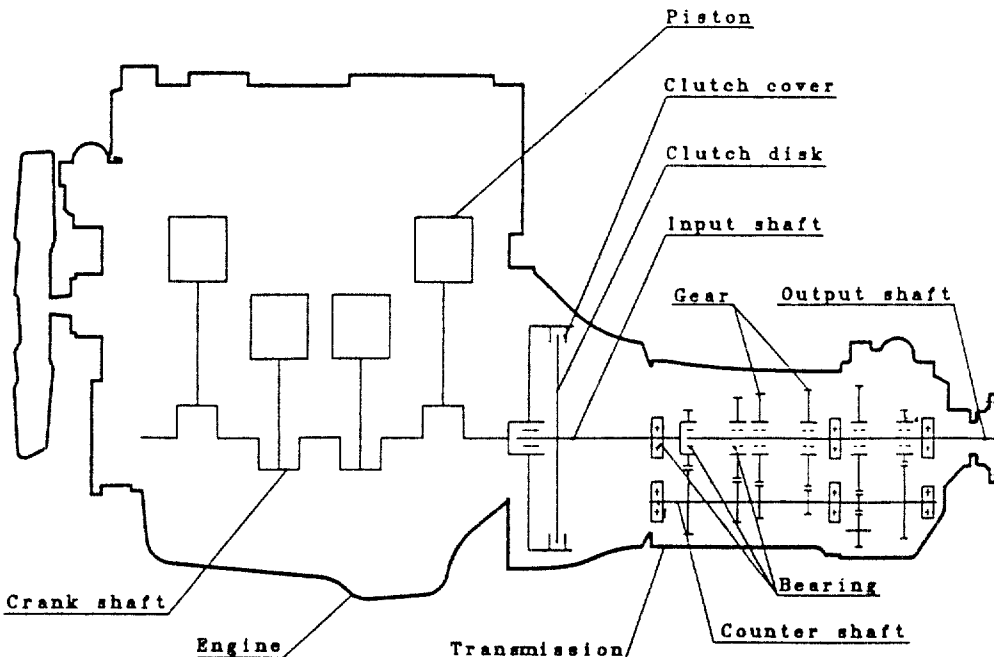 Piston
Clutch cover
Clutch disk
Input shaft
Gear
Output shaft
Bearing
Crank shaft
Counter shaft
Engine
Transmission